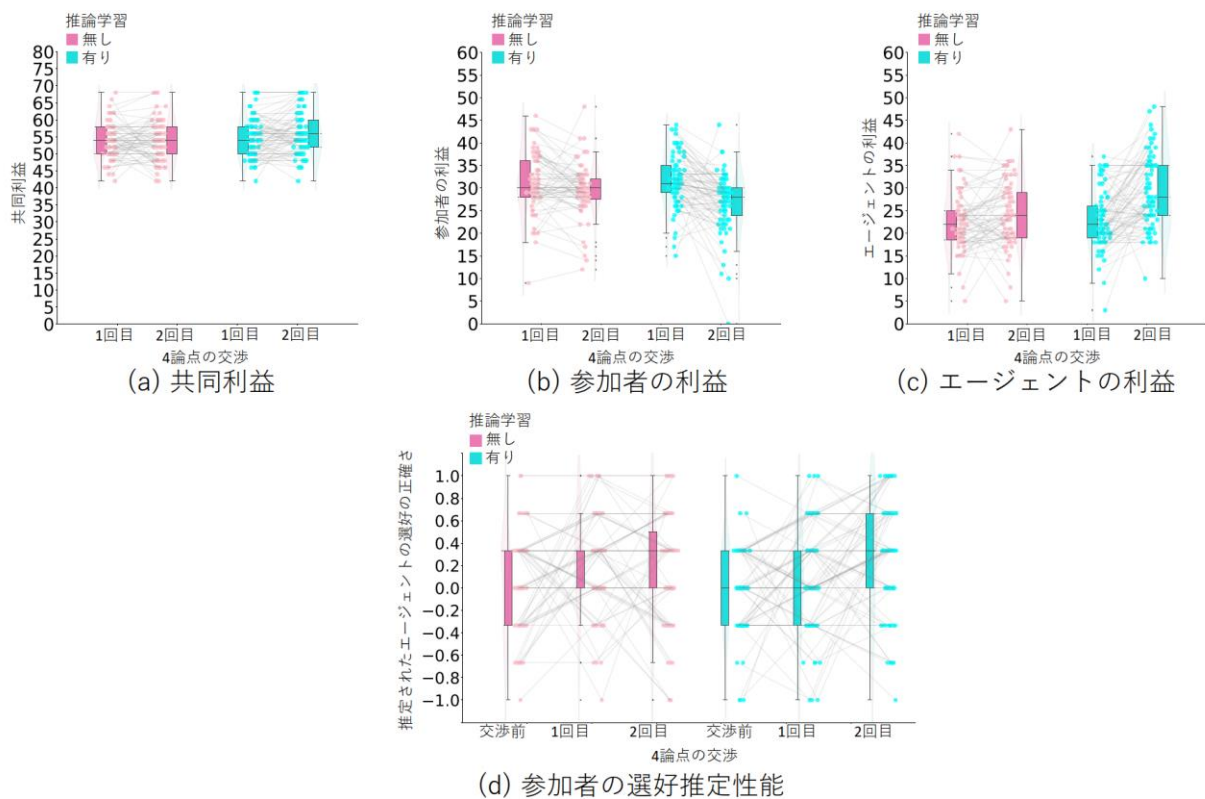 推論学習
無し
有り
80
75
70
65
60
55
50
45
40
35
30
25
20
15
10
5
0
共同利益
1回目 2回目 1回目 2回目
4論点の交渉
(a) 共同利益
推論学習
無し
有り
60
55
50
45
40
35
30
25
20
15
10
5
0
参加者の利益
1回目 2回目 1回目 2回目
4論点の交渉
(b) 参加者の利益
推論学習
無し
有り
60
55
50
45
40
35
30
25
20
15
10
5
0
エージェントの利益
1回目 2回目 1回目 2回目
4論点の交渉
(c) エージェントの利益
推論学習
無し
有り
1.0
0.8
0.6
0.4
0.2
0.0
−0.2
−0.4
−0.6
−0.8
−1.0
推定されたエージェントの選好の正確さ
交渉前 1回目 2回目 交渉前 1回目 2回目
4論点の交渉
(d) 参加者の選好推定性能